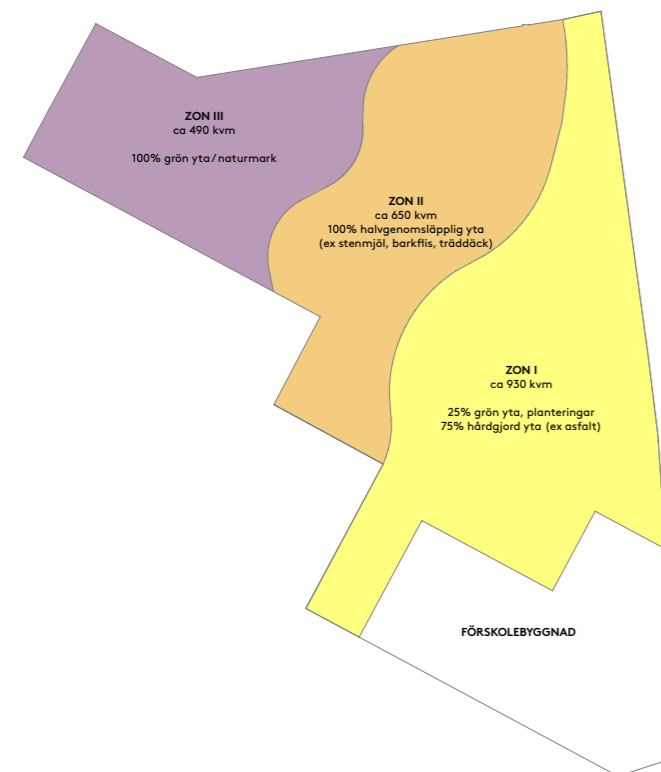 ZON III
ca 490 kvm
100% grön yta/naturmark
ZON II
ca 650 kvm
100% halvgenomsläpplig yta
(ex stenmjöl, barkflis, trädäck)
ZON I
ca 930 kvm
25% grön yta, planteringar
75% hårdgjord yta (ex asfalt)
FÖRSKOLEBYGGNAD